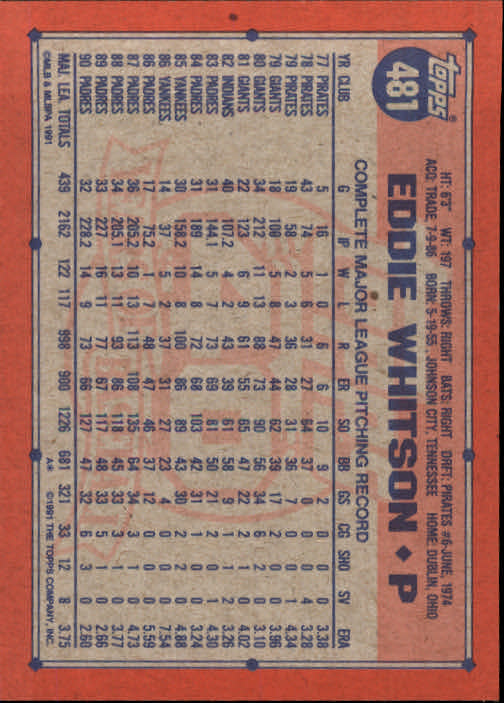 topps®
481
HT: 6'3" WT: 197 THROWS: RIGHT BATS: RIGHT DRFT: PIRATES #6-JUNE, 1974
ACQ: TRADE 7-9-86 BORN: 5-19-55, JOHNSON CITY, TENNESSEE HOME: DUBLIN, OHIO
EDDIE WHITSON ♦ P
COMPLETE MAJOR LEAGUE PITCHING RECORD
YR CLUB G IP W L R ER SO BB GS CG SHO SV ERA
77 PIRATES 5 16 1 0 6 6 10 9 2 0 0 0 3.38
78 PIRATES 43 74 5 6 31 27 64 37 0 0 0 4 3.28
79 PIRATES 19 58 2 3 36 28 31 36 7 0 0 1 4.34
79 GIANTS 18 100 5 8 47 44 62 39 17 2 0 0 3.96
80 GIANTS 34 212 11 13 88 73 90 56 34 6 2 0 3.10
81 GIANTS 22 123 6 9 61 55 65 47 22 2 1 0 4.02
82 INDIANS 40 107.2 4 2 43 39 61 58 9 1 1 2 3.26
83 PADRES 31 144.1 5 7 73 69 81 50 21 2 0 1 4.30
84 PADRES 31 189 14 8 72 68 103 42 31 1 0 0 3.24
85 YANKEES 30 158.2 10 8 100 86 89 43 30 2 2 0 4.88
86 YANKEES 14 37 5 2 37 31 27 23 4 0 0 0 7.54
86 PADRES 17 75.2 1 7 48 47 46 37 12 0 0 0 5.59
87 PADRES 36 205.2 10 13 113 108 135 64 34 3 1 0 4.73
88 PADRES 34 205.1 13 11 93 86 118 45 33 3 1 0 3.77
89 PADRES 33 227 16 11 77 67 117 48 33 5 1 0 2.66
90 PADRES 32 228.2 14 9 73 66 127 47 32 6 3 0 2.60
MAJ. LEA. TOTALS 439 2162 122 117 998 900 1226 681 321 33 12 8 3.75
©MLB & MLBPA 1991 A* ©1991 THE TOPPS COMPANY, INC.